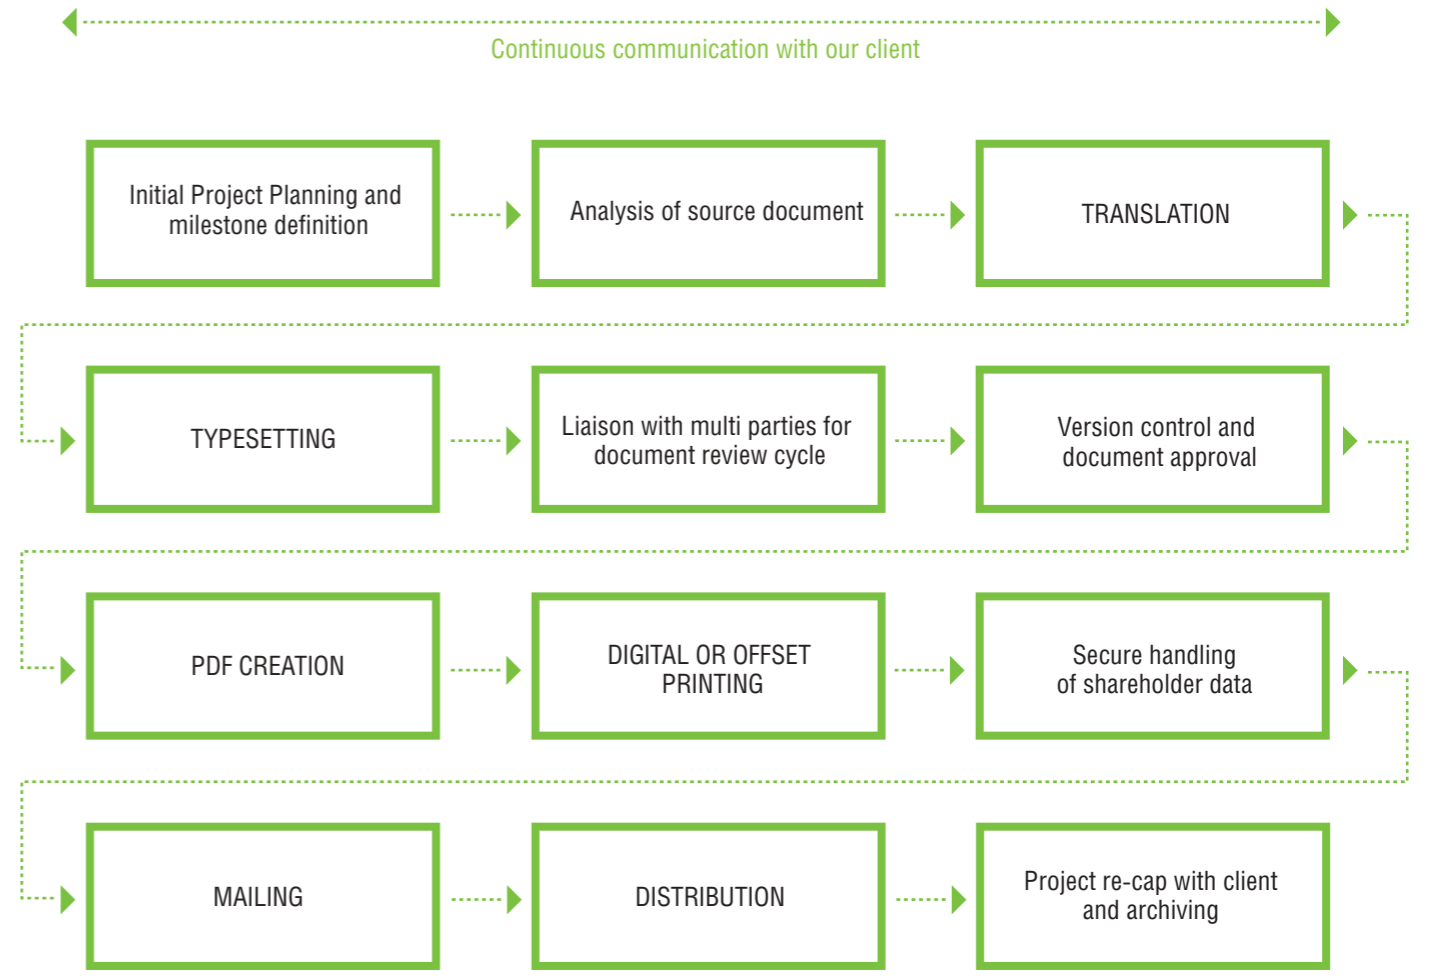 Continuous communication with our client
Initial Project Planning and
milestone definition
Analysis of source document
TRANSLATION
TYPESETTING
Liaison with multi parties for
document review cycle
Version control and
document approval
PDF CREATION
DIGITAL OR OFFSET
PRINTING
Secure handling
of shareholder data
MAILING
DISTRIBUTION
Project re-cap with client
and archiving